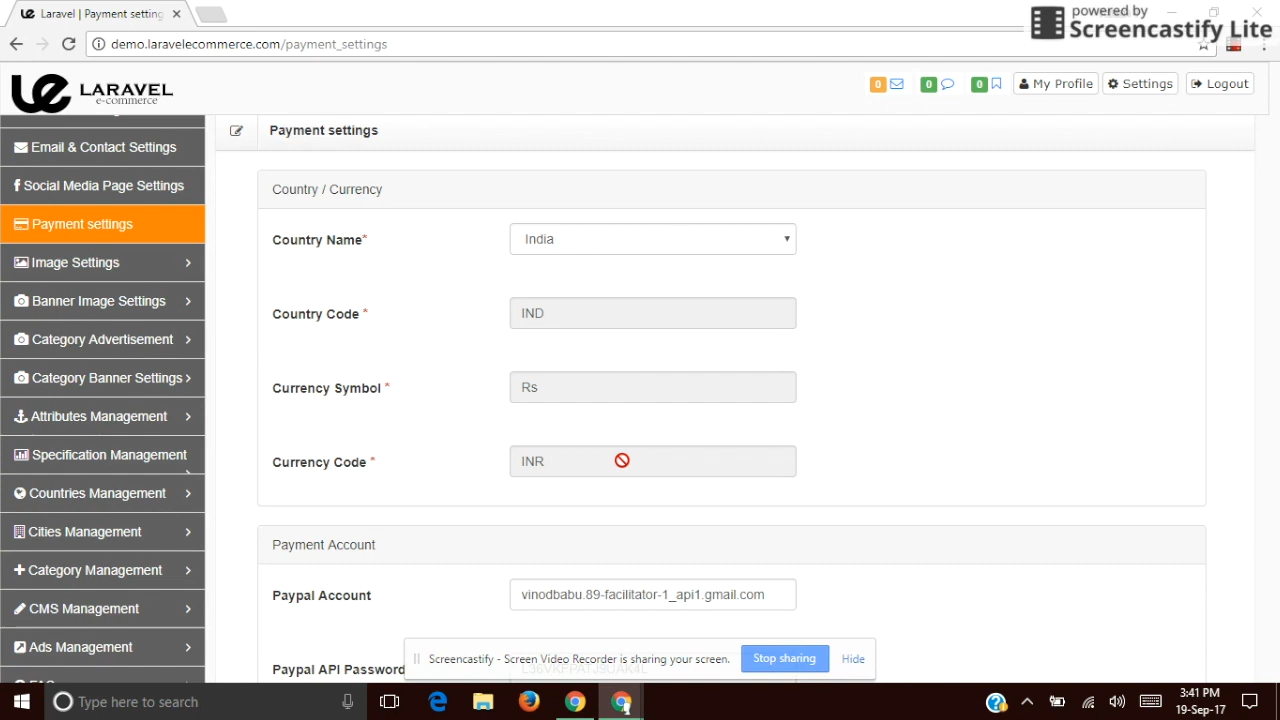 Laravel | Payment setting
powered by
Screencastify Lite
demo.laravelecommerce.com/payment_settings
LARAVEL
e-commerce
0
0
0
My Profile
Settings
Logout
Payment settings
Email & Contact Settings
Social Media Page Settings
Payment settings
Image Settings
Banner Image Settings
Category Advertisement
Category Banner Settings
Attributes Management
Specification Management
Countries Management
Cities Management
Category Management
CMS Management
Ads Management
Country / Currency
Country Name*
India
Country Code *
IND
Currency Symbol *
Rs
Currency Code *
INR
Payment Account
Paypal Account
vinodbabu.89-facilitator-1_api1.gmail.com
Paypal API Password
Screencastify - Screen Video Recorder is sharing your screen.
Stop sharing
Hide
Type here to search
3:41 PM
19-Sep-17